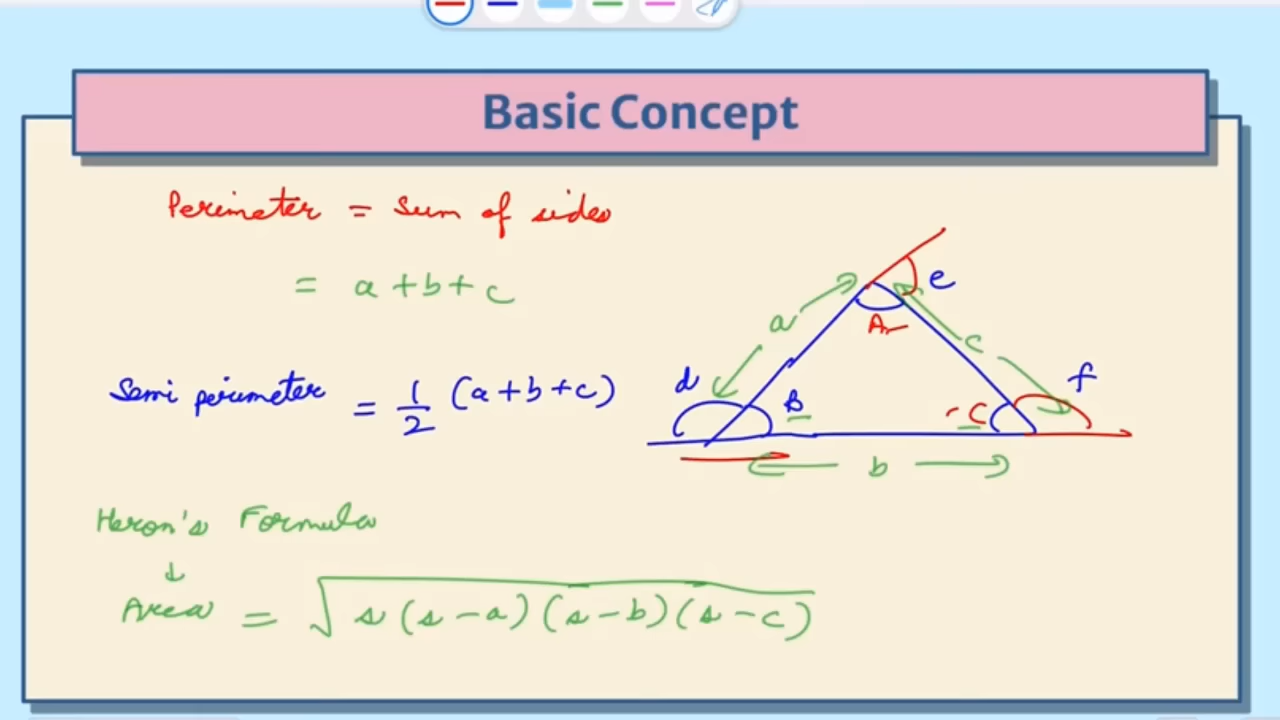 Basic Concept
Perimeter = Sum of sides
= a + b + c
Semi perimeter = 1/2 (a + b + c)
Heron's Formula
↓
Area = √s(s-a)(s-b)(s-c)
e
A
a
c
d
B
C
f
b